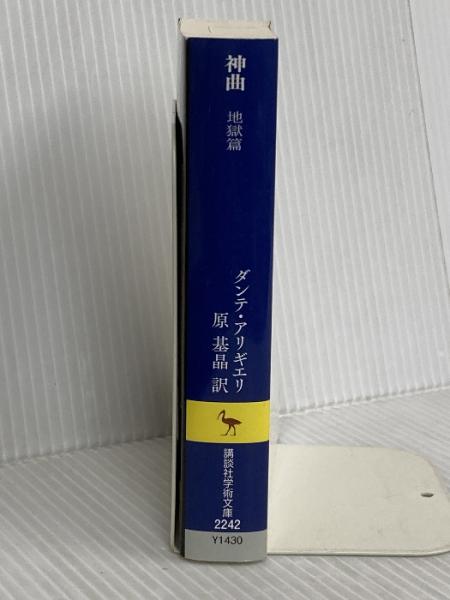 神曲
地獄篇
ダンテ・アリギエリ
原 基晶 訳
講談社学術文庫
2242
Y1430